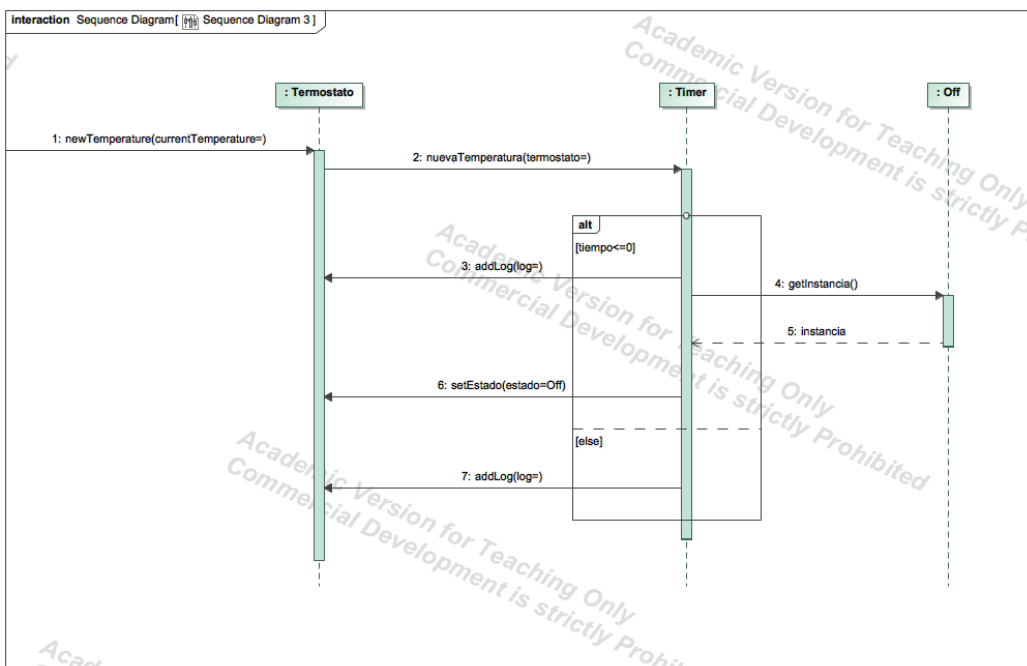 interaction Sequence Diagram[ Sequence Diagram 3 ]
: Termostato
: Timer
: Off
1: newTemperature(currentTemperature=)
2: nuevaTemperatura(termostato=)
alt
[tiempo<=0]
3: addLog(log=)
4: getInstancia()
5: instancia
6: setEstado(estado=Off)
[else]
7: addLog(log=)
Academic Version for Teaching Only
Commercial Development is strictly Pro
Academic Version for Teaching Only
Commercial Development is strictly Prohibited
Academic Version for Teaching Only
Commercial Development is strictly Prohibited
Acade